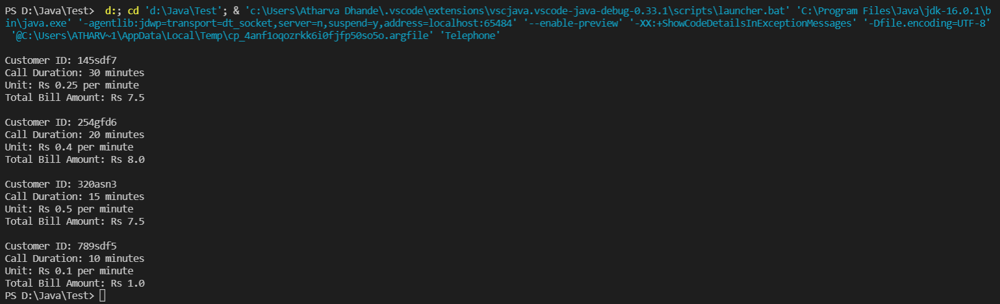 PS D:\Java\Test>  d:; cd 'd:\Java\Test'; & 'c:\Users\Atharva Dhande\.vscode\extensions\vscjava.vscode-java-debug-0.33.1\scripts\launcher.bat' 'C:\Program Files\Java\jdk-16.0.1\b
in\java.exe' '-agentlib:jdwp=transport=dt_socket,server=n,suspend=y,address=localhost:65484' '--enable-preview' '-XX:+ShowCodeDetailsInExceptionMessages' '-Dfile.encoding=UTF-8'
'@C:\Users\ATHARV~1\AppData\Local\Temp\cp_4anf1oqozrkk6i0fjfp50so5o.argfile' 'Telephone'
Customer ID: 145sdf7
Call Duration: 30 minutes
Unit: Rs 0.25 per minute
Total Bill Amount: Rs 7.5
Customer ID: 254gfd6
Call Duration: 20 minutes
Unit: Rs 0.4 per minute
Total Bill Amount: Rs 8.0
Customer ID: 320asn3
Call Duration: 15 minutes
Unit: Rs 0.5 per minute
Total Bill Amount: Rs 7.5
Customer ID: 789sdf5
Call Duration: 10 minutes
Unit: Rs 0.1 per minute
Total Bill Amount: Rs 1.0
PS D:\Java\Test>